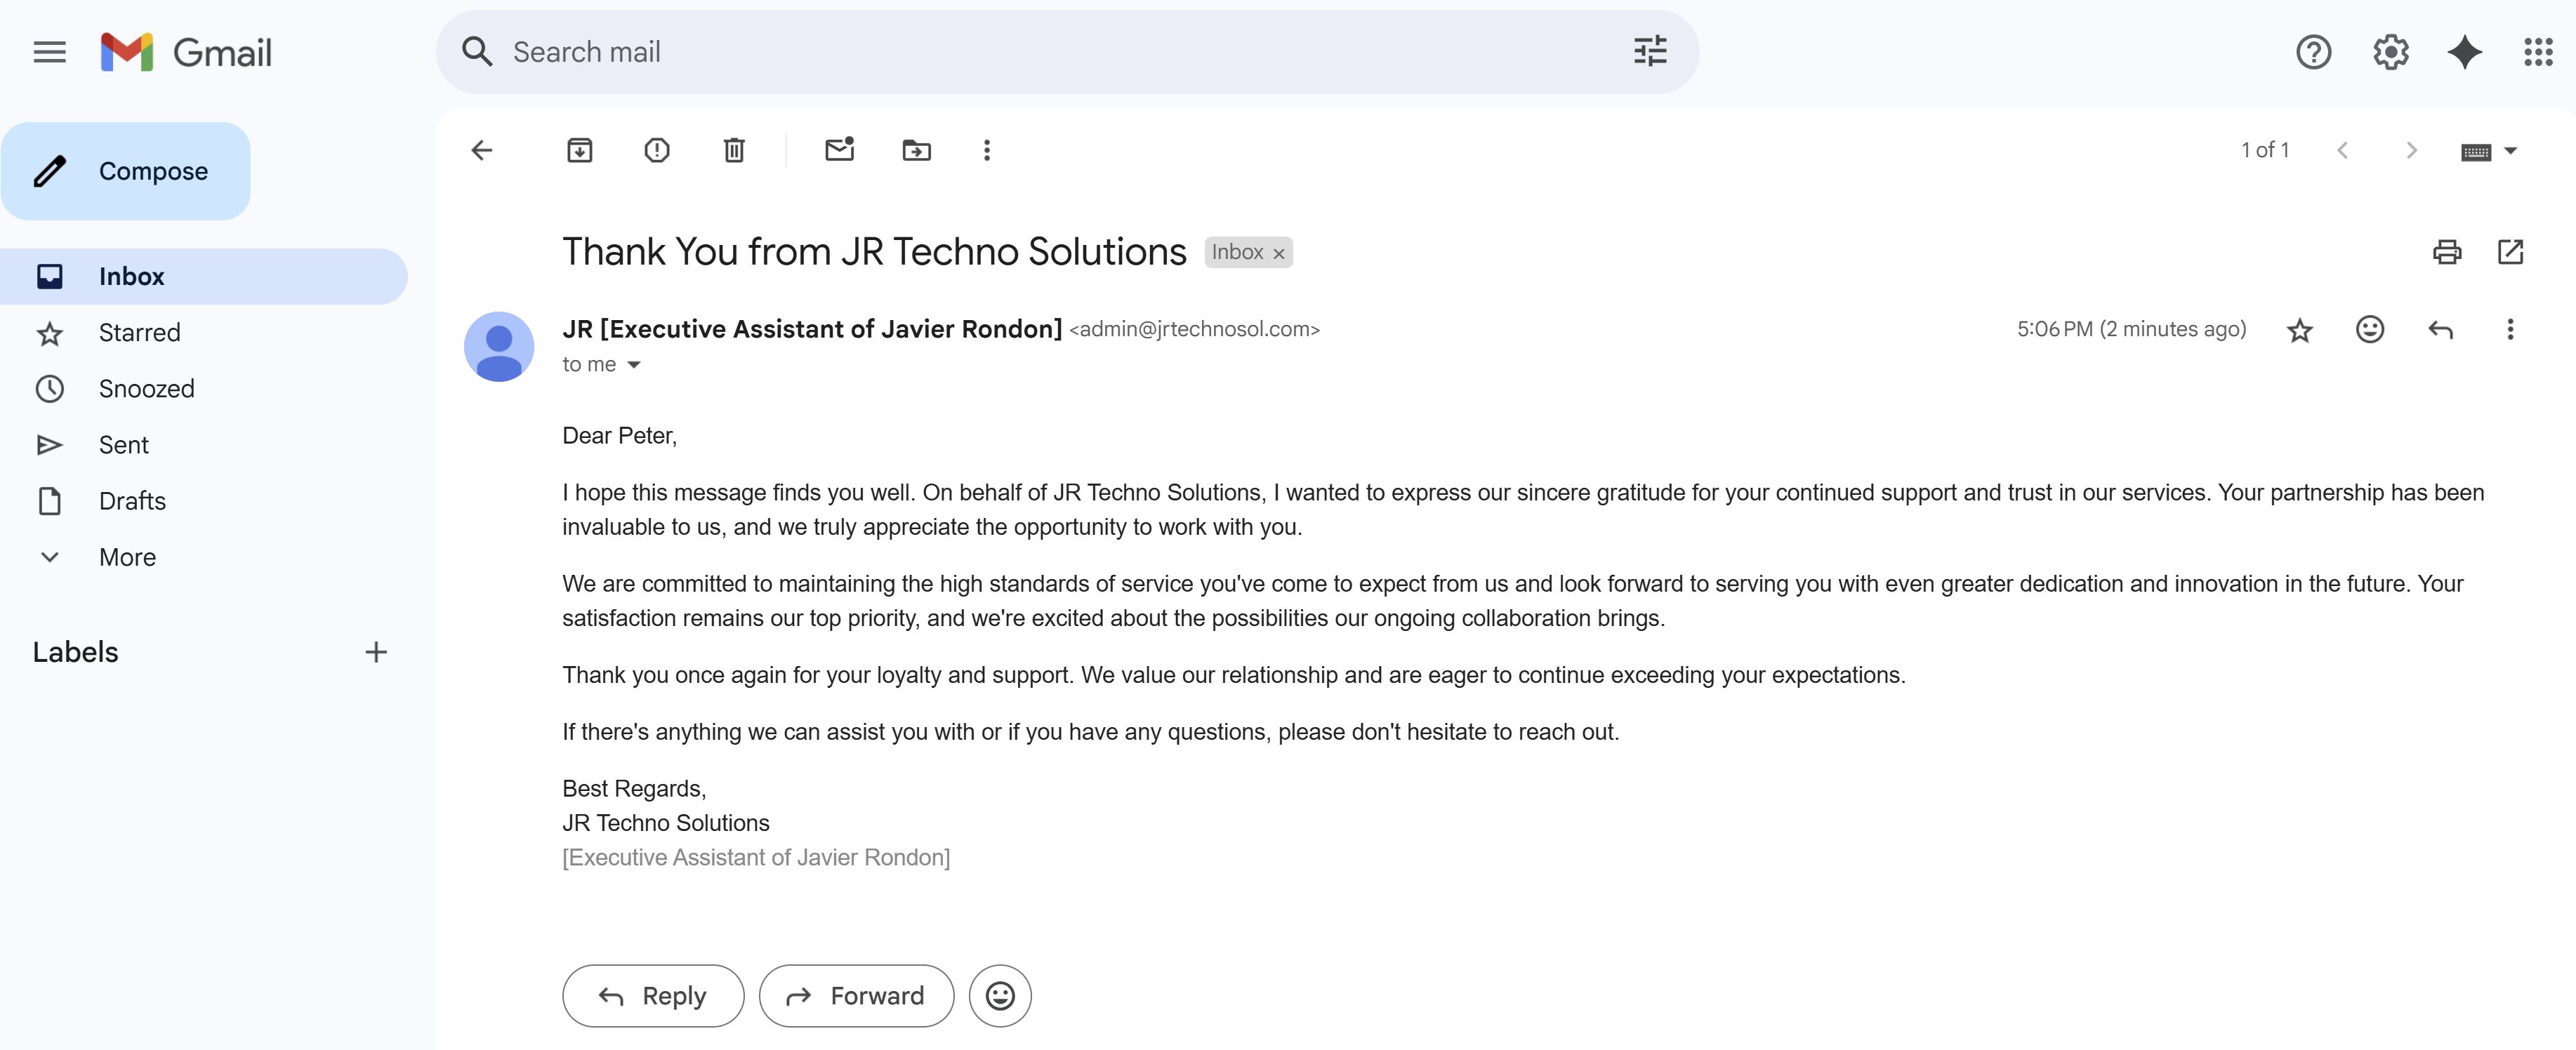 Gmail
Search mail
Compose
1 of 1
Inbox
Starred
Snoozed
Sent
Drafts
More
Labels
Thank You from JR Techno Solutions
Inbox ×
JR [Executive Assistant of Javier Rondon] <admin@jrtechnosol.com>
5:06 PM (2 minutes ago)
to me
Dear Peter,
I hope this message finds you well. On behalf of JR Techno Solutions, I wanted to express our sincere gratitude for your continued support and trust in our services. Your partnership has been
invaluable to us, and we truly appreciate the opportunity to work with you.
We are committed to maintaining the high standards of service you've come to expect from us and look forward to serving you with even greater dedication and innovation in the future. Your
satisfaction remains our top priority, and we're excited about the possibilities our ongoing collaboration brings.
Thank you once again for your loyalty and support. We value our relationship and are eager to continue exceeding your expectations.
If there's anything we can assist you with or if you have any questions, please don't hesitate to reach out.
Best Regards,
JR Techno Solutions
[Executive Assistant of Javier Rondon]
Reply
Forward